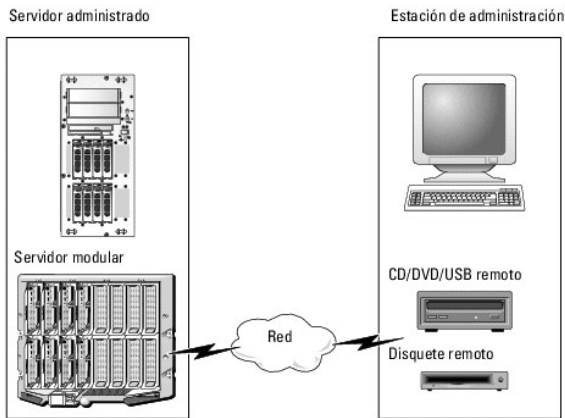 Servidor administrado
Estación de administración
Servidor modular
CD/DVD/USB remoto
Red
Disquete remoto